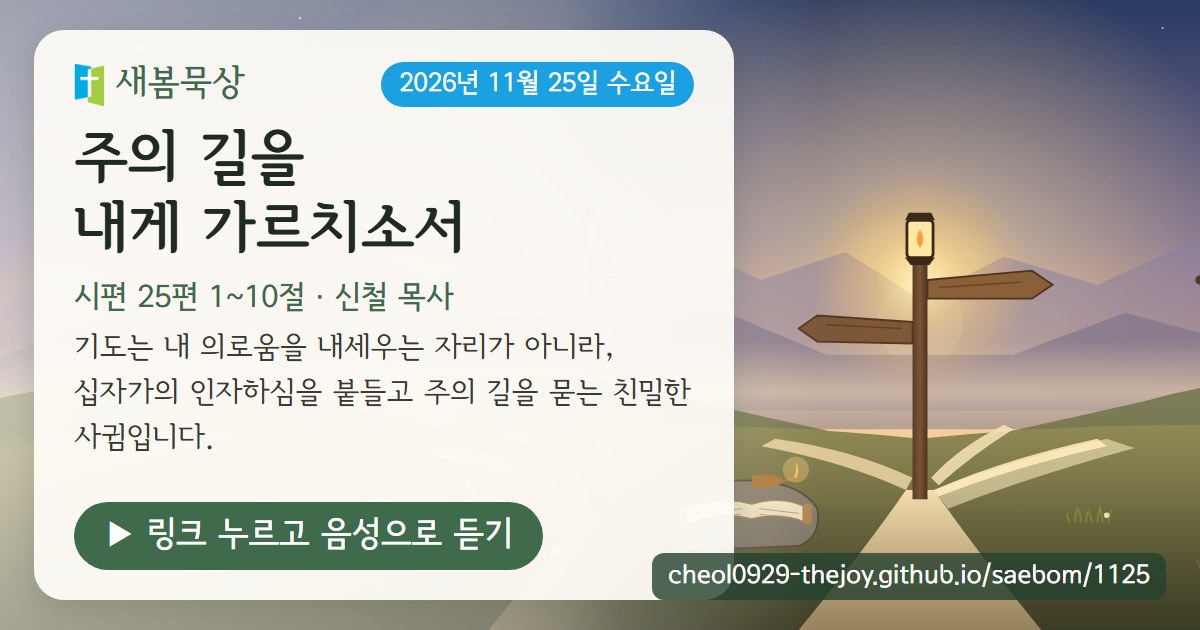 새봄묵상
2026년 11월 25일 수요일
주의 길을
내게 가르치소서
시편 25편 1~10절 · 신철 목사
기도는 내 의로움을 내세우는 자리가 아니라,
십자가의 인자하심을 붙들고 주의 길을 묻는 친밀한
사귐입니다.
▶ 링크 누르고 음성으로 듣기
cheol0929-thejoy.github.io/saebom/1125